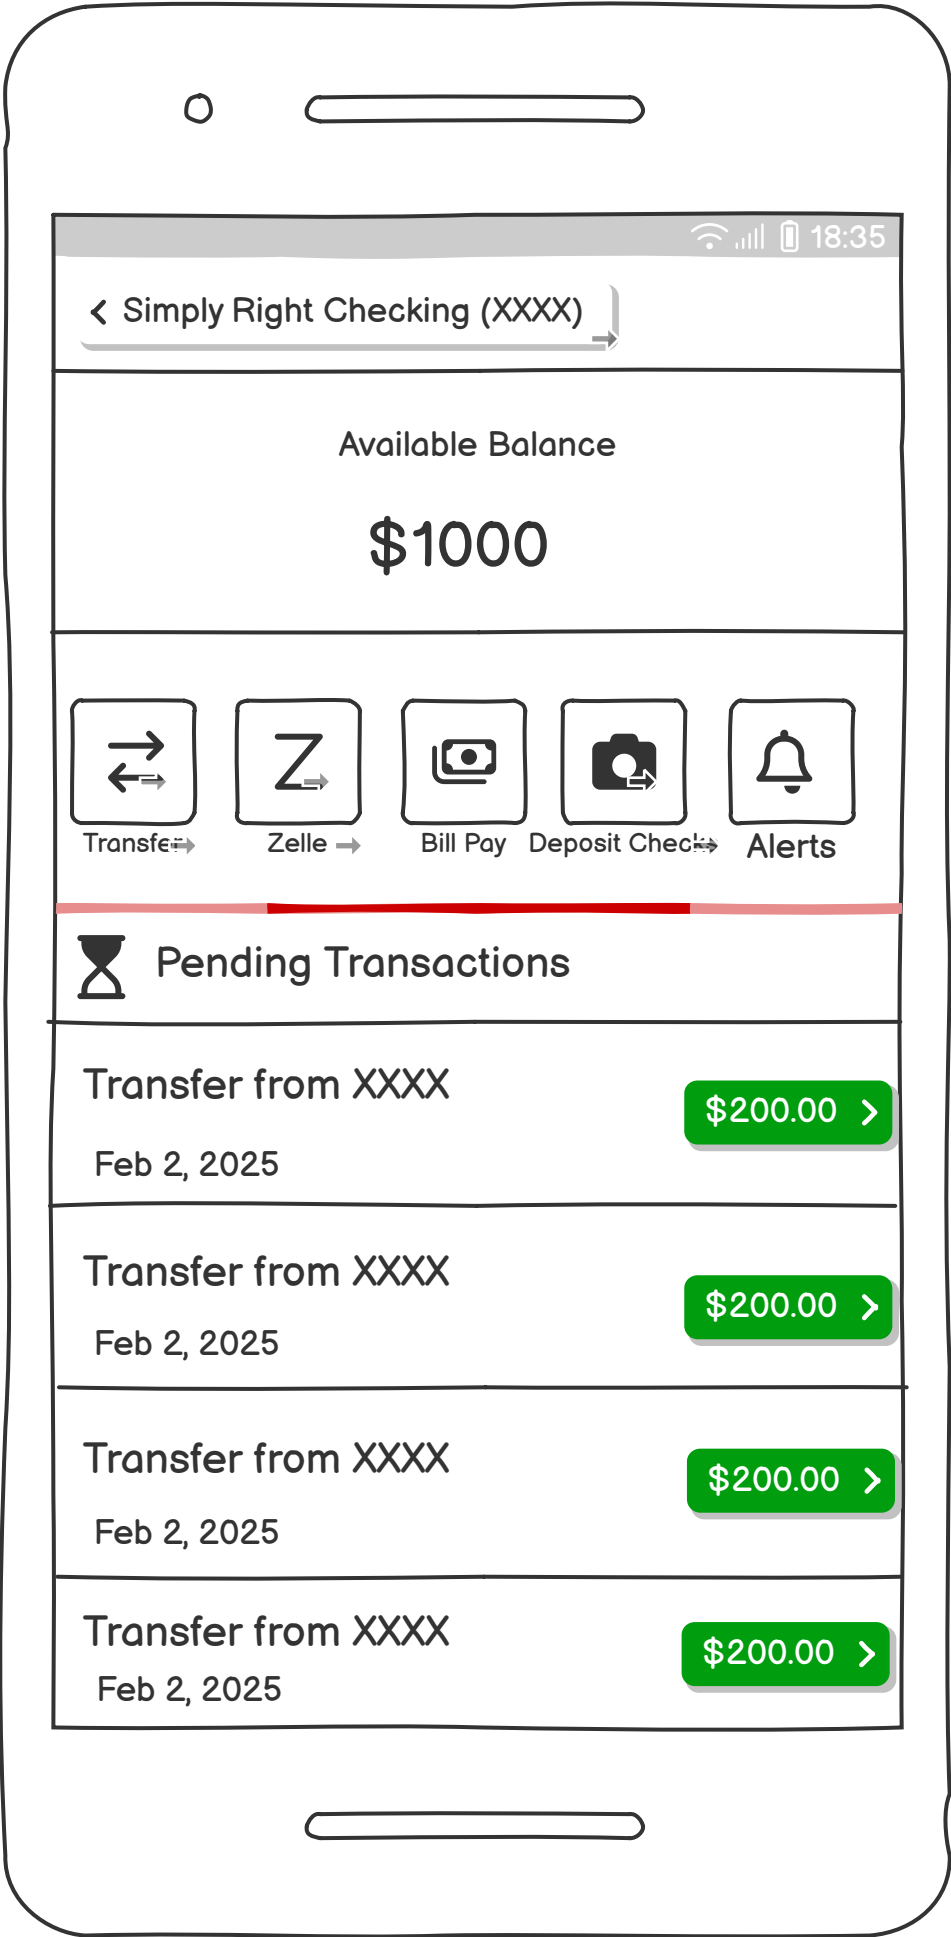 18:35
Simply Right Checking (XXXX)
Available Balance
$1000
Transfer Zelle Bill Pay Deposit Check Alerts
Pending Transactions
Transfer from XXXX
$200.00
Feb 2, 2025
Transfer from XXXX
$200.00
Feb 2, 2025
Transfer from XXXX
$200.00
Feb 2, 2025
Transfer from XXXX
$200.00
Feb 2, 2025